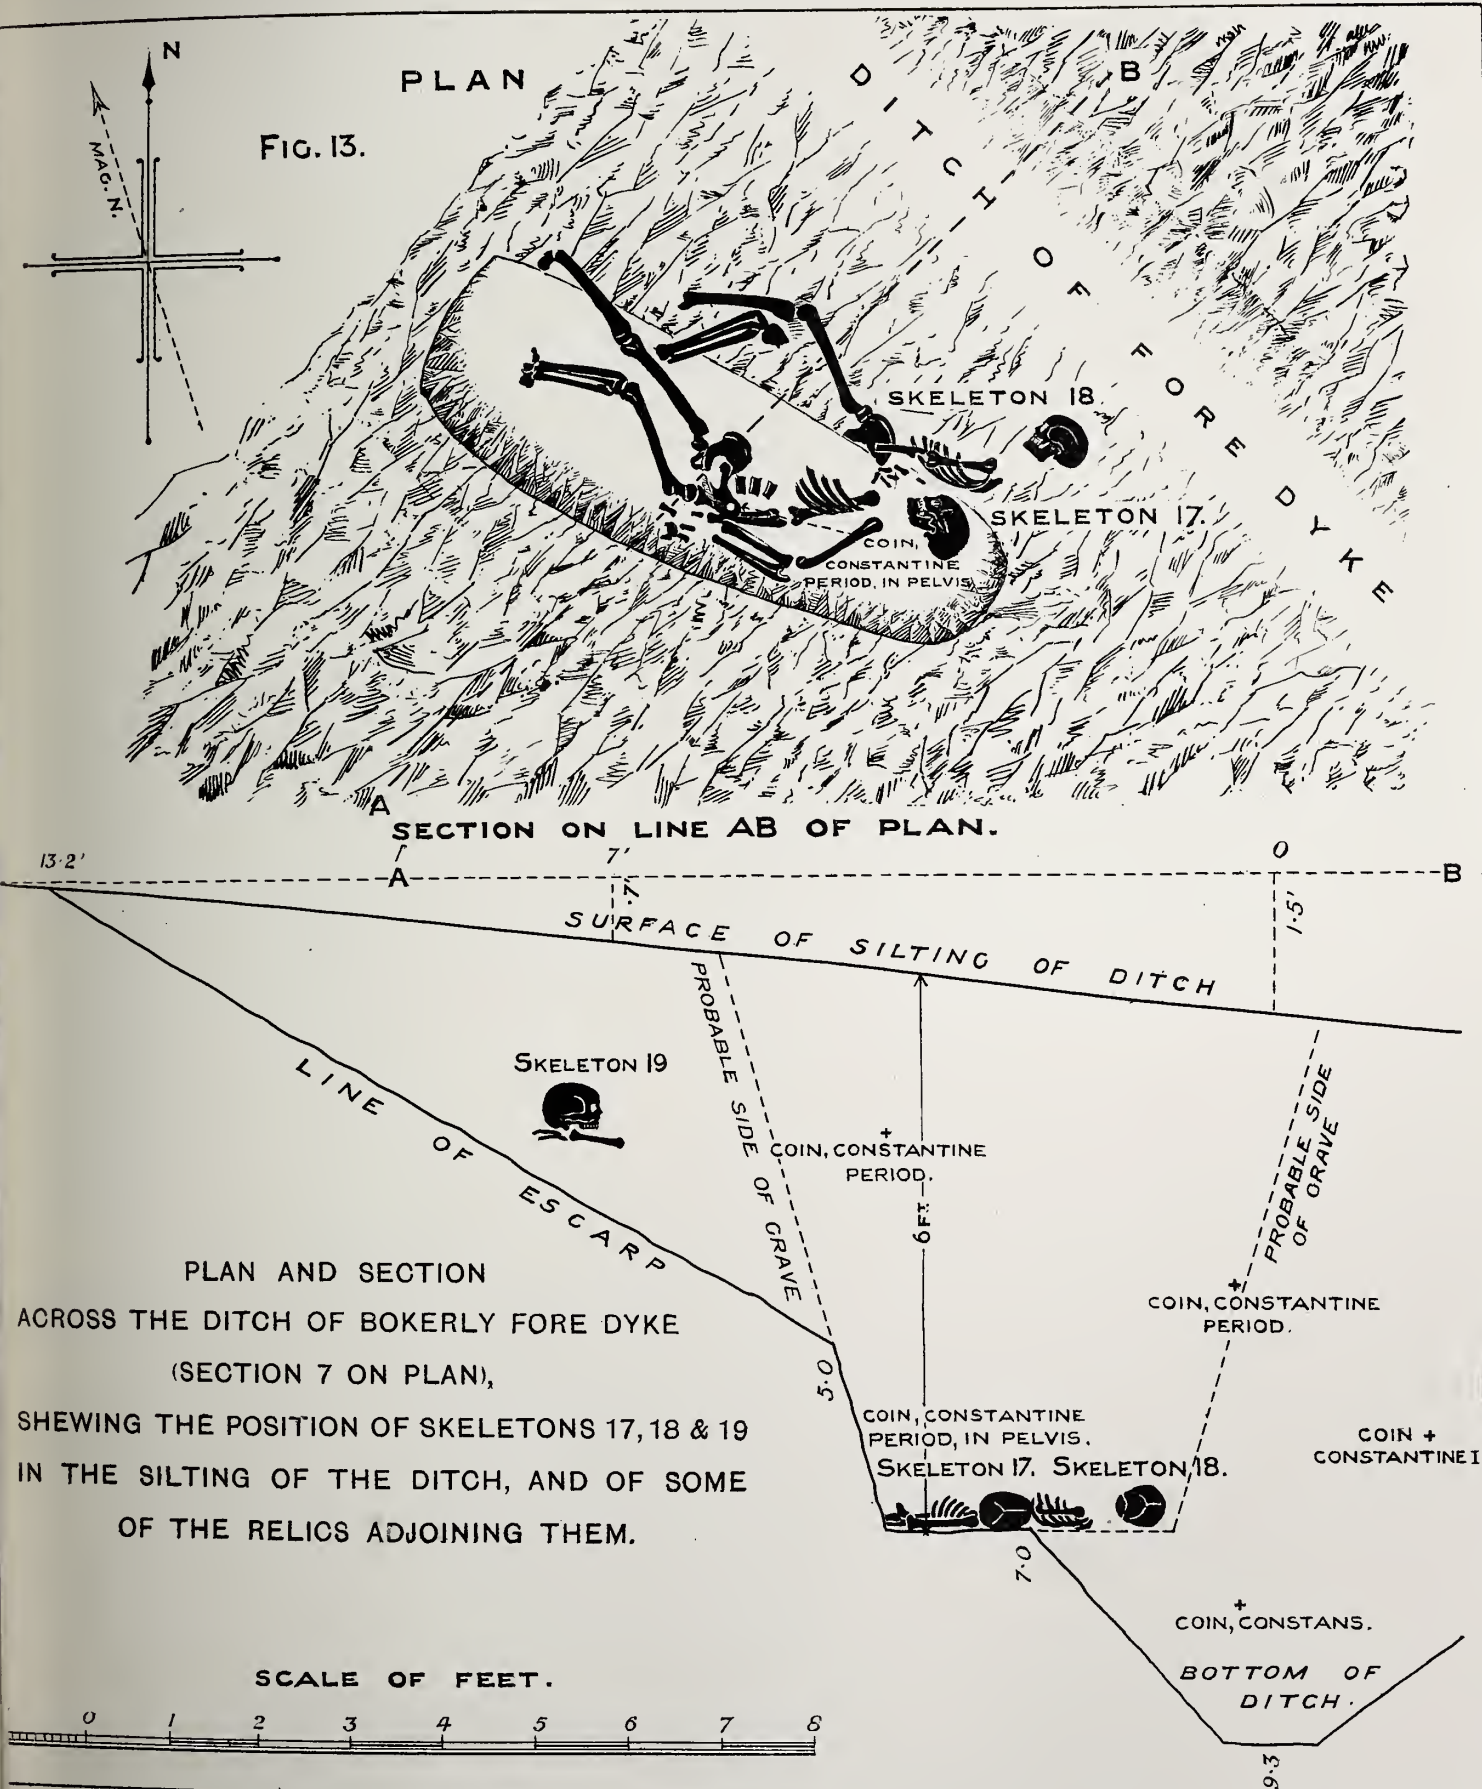 N
MAG. N.
PLAN
FIG. 13.
B
DITCH OF FORE DYKE
SKELETON 18.
SKELETON 17.
COIN,
CONSTANTINE
PERIOD, IN PELVIS
A
SECTION ON LINE AB OF PLAN.
13·2'
7'
0
A
B
·7'
1·5'
SURFACE OF SILTING OF DITCH
PROBABLE SIDE OF GRAVE
SKELETON 19
LINE OF ESCARP
COIN, CONSTANTINE
PERIOD.
6 FT.
PROBABLE SIDE
OF GRAVE
COIN, CONSTANTINE
PERIOD.
PLAN AND SECTION
ACROSS THE DITCH OF BOKERLY FORE DYKE
(SECTION 7 ON PLAN),
SHEWING THE POSITION OF SKELETONS 17, 18 & 19
IN THE SILTING OF THE DITCH, AND OF SOME
OF THE RELICS ADJOINING THEM.
5·0
COIN, CONSTANTINE
PERIOD, IN PELVIS.
SKELETON 17. SKELETON 18.
COIN +
CONSTANTINE I
7·0
COIN, CONSTANS.
BOTTOM OF
DITCH.
9·3
SCALE OF FEET.
0 1 2 3 4 5 6 7 8